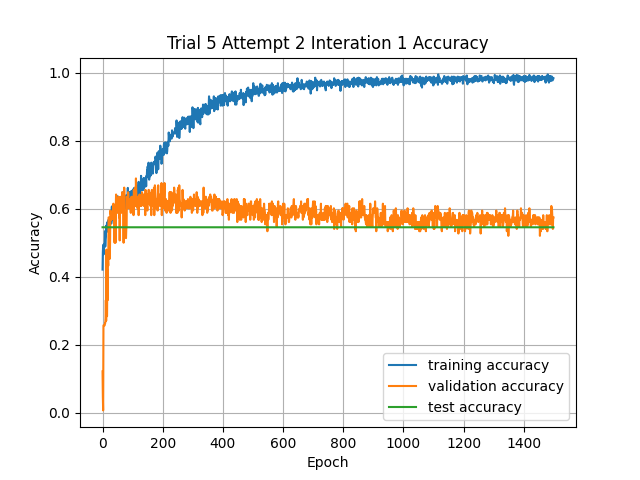 Trial 5 Attempt 2 Interation 1 Accuracy
1.0
0.8
0.6
0.4
0.2
0.0
Accuracy
0 200 400 600 800 1000 1200 1400
Epoch
training accuracy
validation accuracy
test accuracy